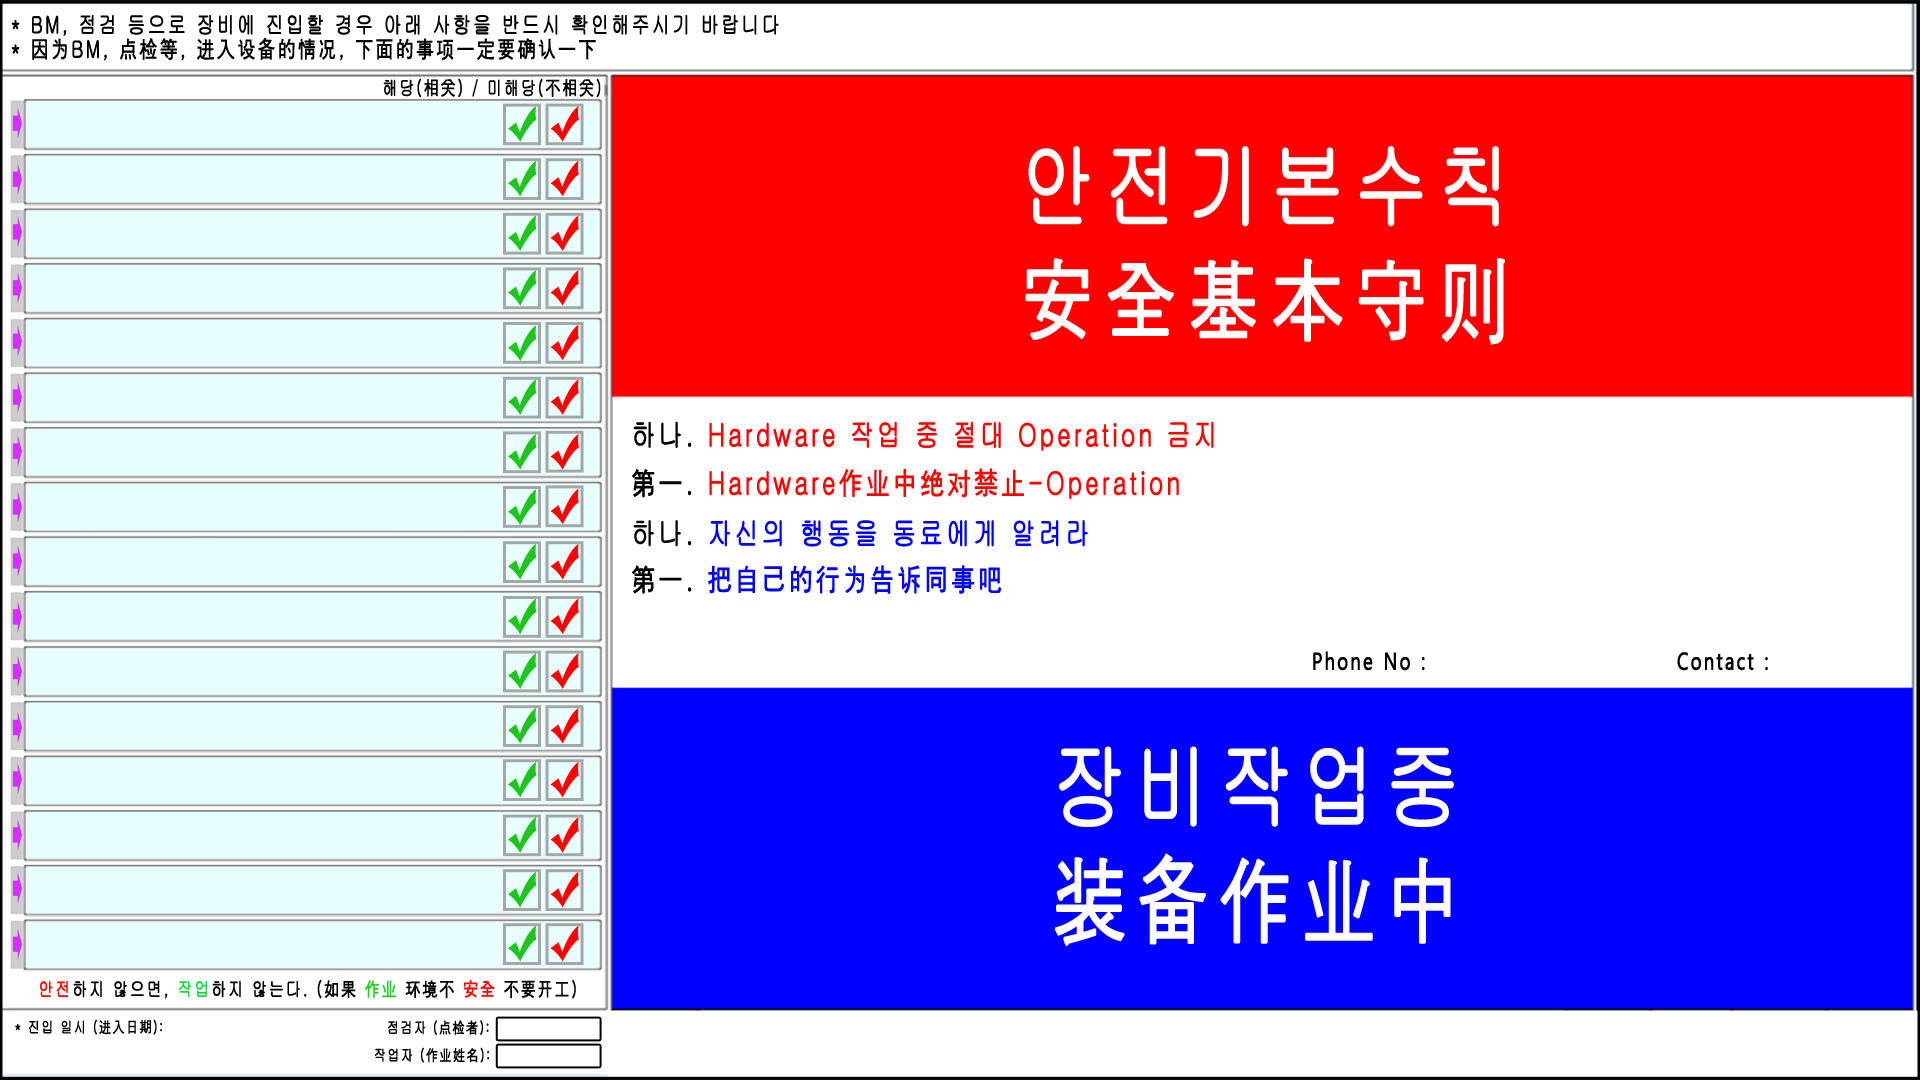 * BM, 점검 등으로 장비에 진입할 경우 아래 사항을 반드시 확인해주시기 바랍니다
* 因为BM, 点检等, 进入设备的情况, 下面的事项一定要确认一下
해당(相关) / 미해당(不相关)
안전기본수칙
安全基本守则
하나. Hardware 작업 중 절대 Operation 금지
第一. Hardware作业中绝对禁止-Operation
하나. 자신의 행동을 동료에게 알려라
第一. 把自己的行为告诉同事吧
Phone No : Contact :
장비작업중
装备作业中
안전하지 않으면, 작업하지 않는다. (如果 作业 环境不 安全 不要开工)
* 진입 일시 (进入日期):
점검자 (点检者):
작업자 (作业姓名):